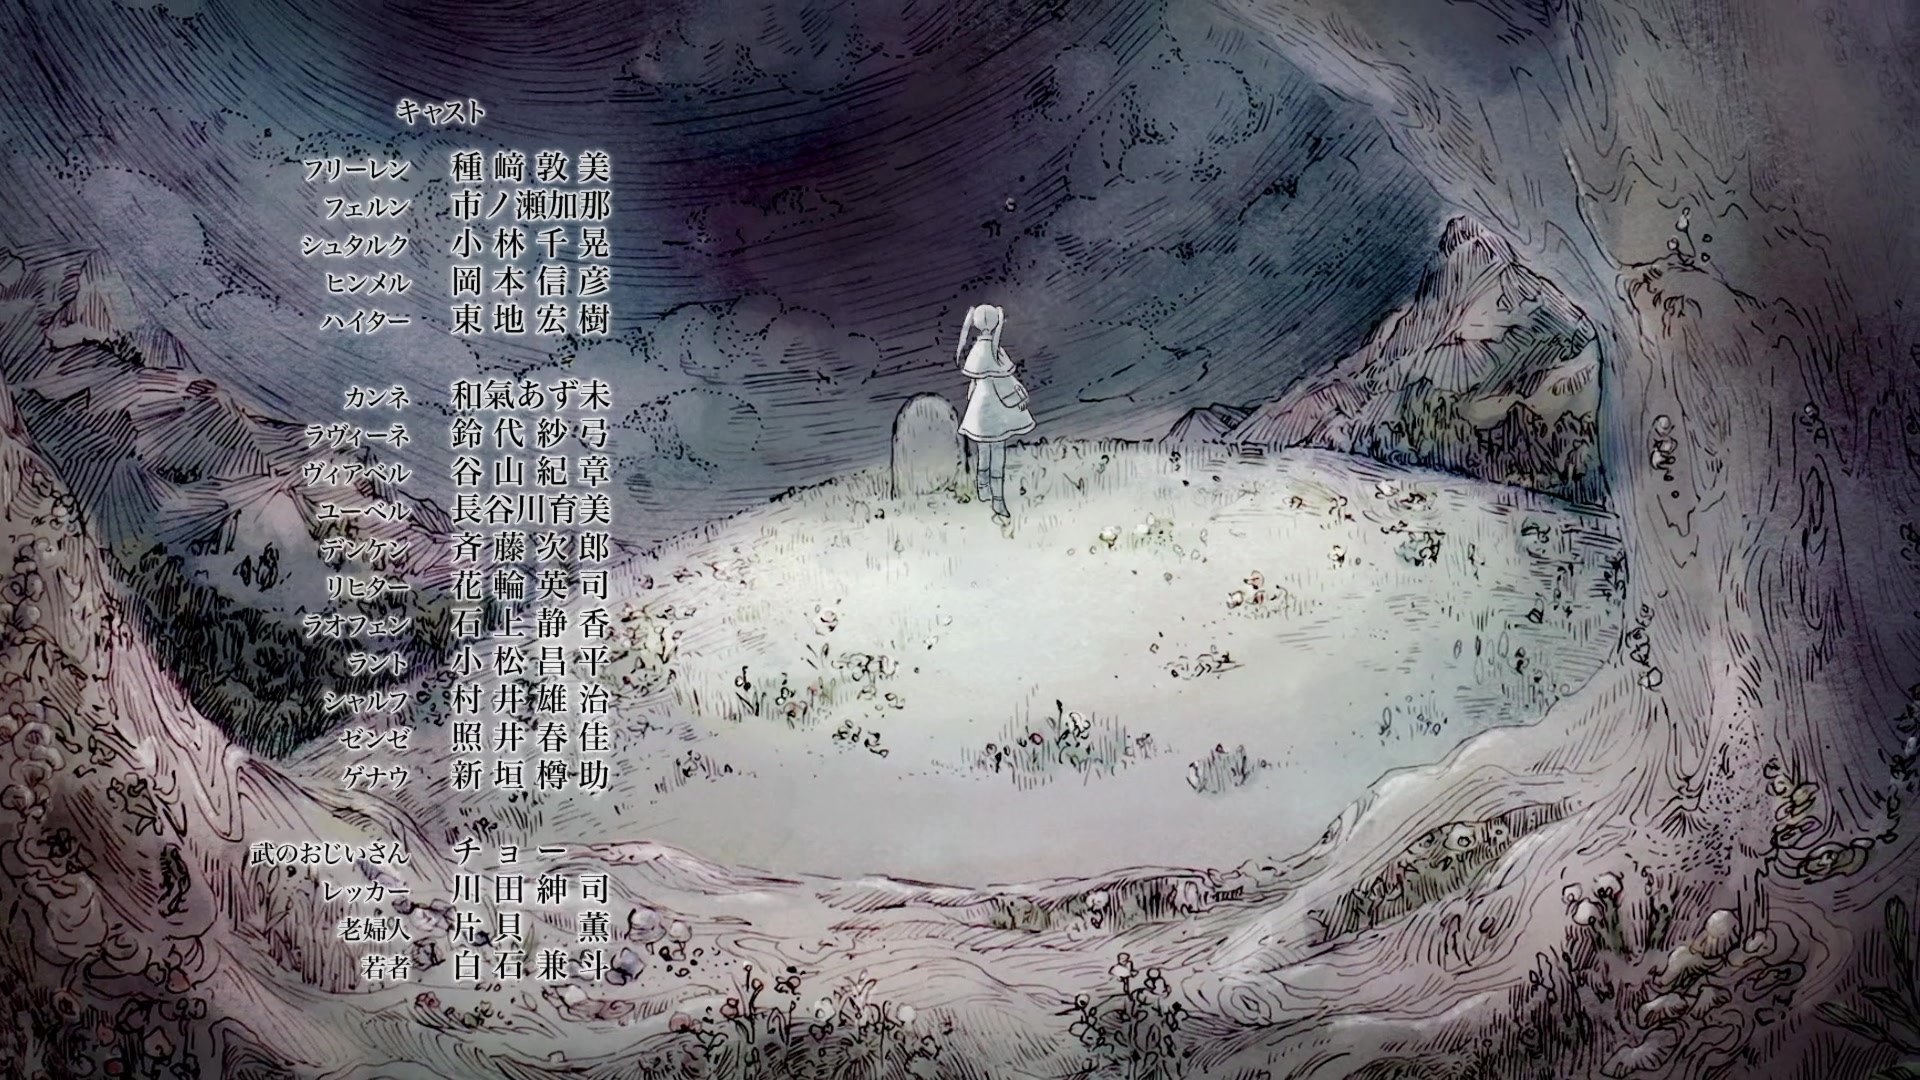 キャスト
フリーレン 種﨑敦美
フェルン 市ノ瀬加那
シュタルク 小林千晃
ヒンメル 岡本信彦
ハイター 東地宏樹
カンネ 和氣あず未
ラヴィーネ 鈴代紗弓
ヴィアベル 谷山紀章
ユーベル 長谷川育美
デンケン 斉藤次郎
リヒター 花輪英司
ラオフェン 石上静香
ラント 小松昌平
シャルフ 村井雄治
ゼンゼ 照井春佳
ゲナウ 新垣樽助
武のおじいさん チョー
レッカー 川田紳司
老婦人 片貝薫
若者 白石兼斗